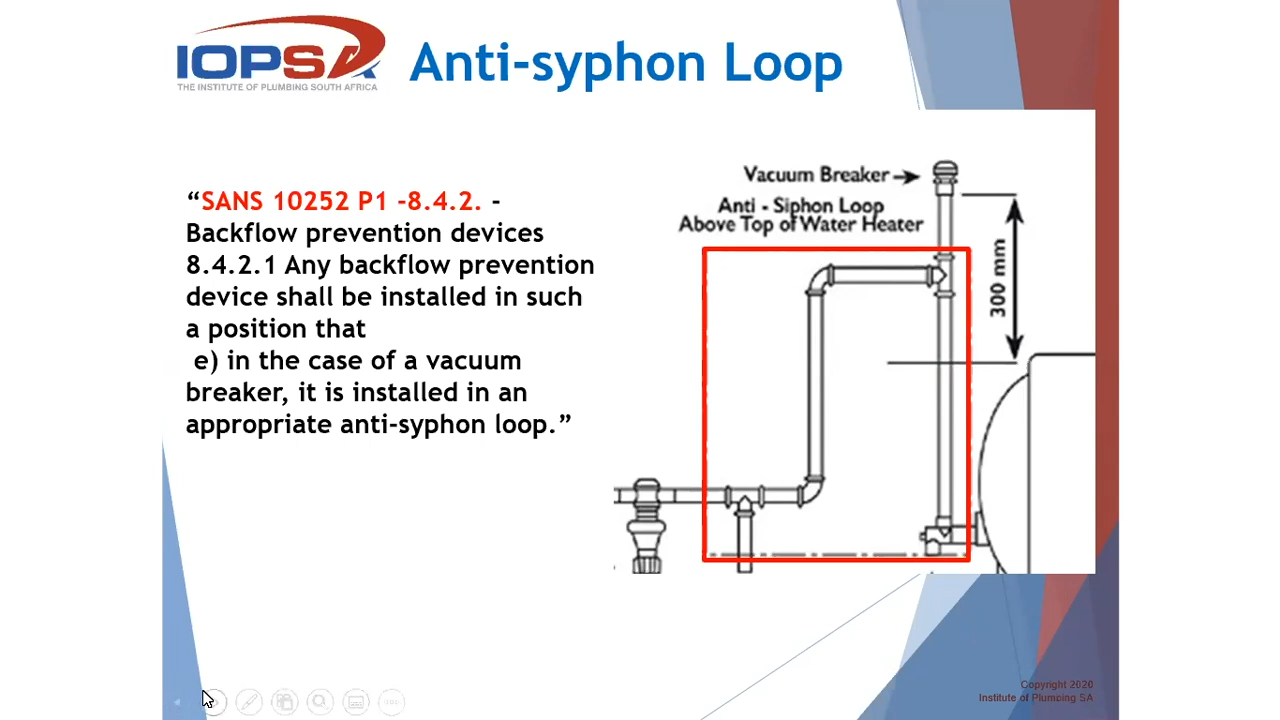 IOPSA
THE INSTITUTE OF PLUMBING SOUTH AFRICA
Anti-syphon Loop
“SANS 10252 P1 -8.4.2. -
Backflow prevention devices
8.4.2.1 Any backflow prevention
device shall be installed in such
a position that
e) in the case of a vacuum
breaker, it is installed in an
appropriate anti-syphon loop.”
Vacuum Breaker
Anti - Siphon Loop
Above Top of Water Heater
300 mm
Copyright 2020
Institute of Plumbing SA